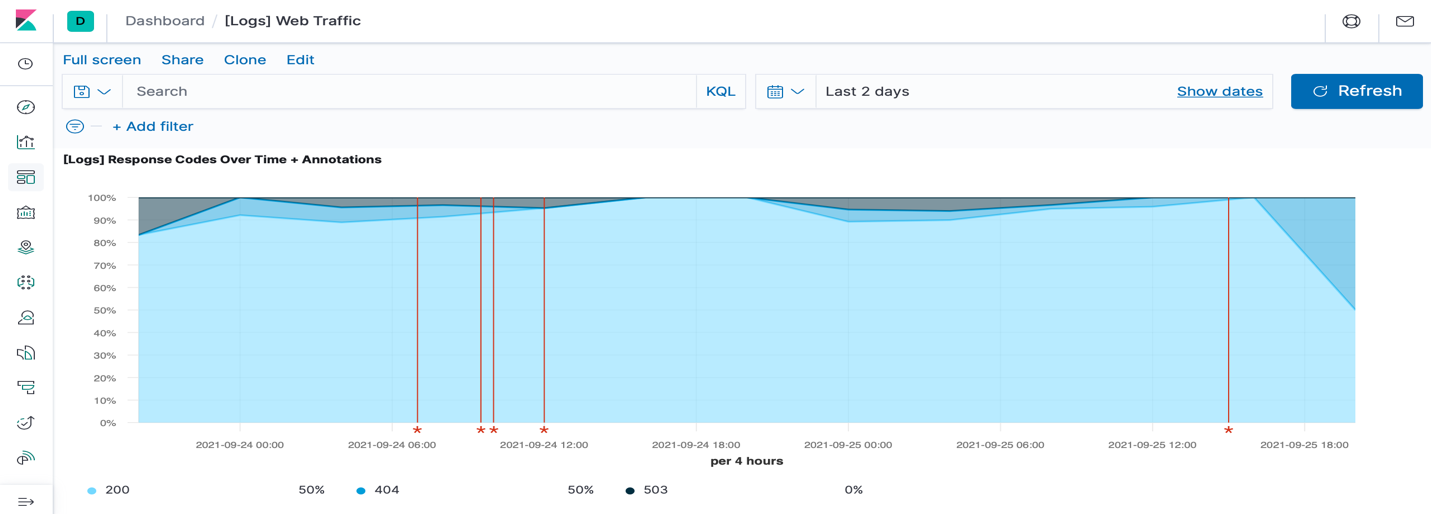 D Dashboard / [Logs] Web Traffic
Full screen Share Clone Edit
Search KQL Last 2 days Show dates Refresh
+ Add filter
[Logs] Response Codes Over Time + Annotations
100%
90%
80%
70%
60%
50%
40%
30%
20%
10%
0%
* * * * *
2021-09-24 00:00 2021-09-24 06:00 2021-09-24 12:00 2021-09-24 18:00 2021-09-25 00:00 2021-09-25 06:00 2021-09-25 12:00 2021-09-25 18:00
per 4 hours
200 50% 404 50% 503 0%